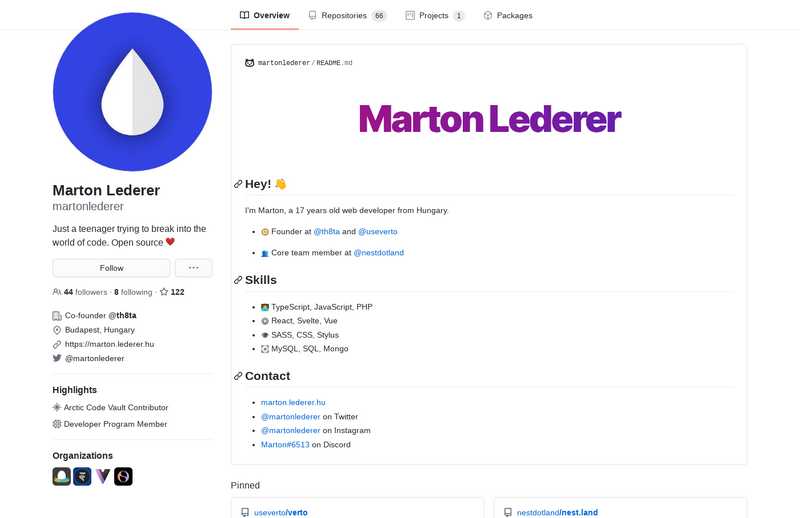 Overview
Repositories 66
Projects 1
Packages
Marton Lederer
martonlederer
Just a teenager trying to break into the
world of code. Open source ❤️
Follow
44 followers · 8 following · 122
Co-founder @th8ta
Budapest, Hungary
https://marton.lederer.hu
@martonlederer
Highlights
Arctic Code Vault Contributor
Developer Program Member
Organizations
martonlederer/README.md
Marton Lederer
Hey! 👋
I'm Marton, a 17 years old web developer from Hungary.
Founder at @th8ta and @useverto
Core team member at @nestdotland
Skills
TypeScript, JavaScript, PHP
React, Svelte, Vue
SASS, CSS, Stylus
MySQL, SQL, Mongo
Contact
marton.lederer.hu
@martonlederer on Twitter
@martonlederer on Instagram
Marton#6513 on Discord
Pinned
useverto/verto
nestdotland/nest.land